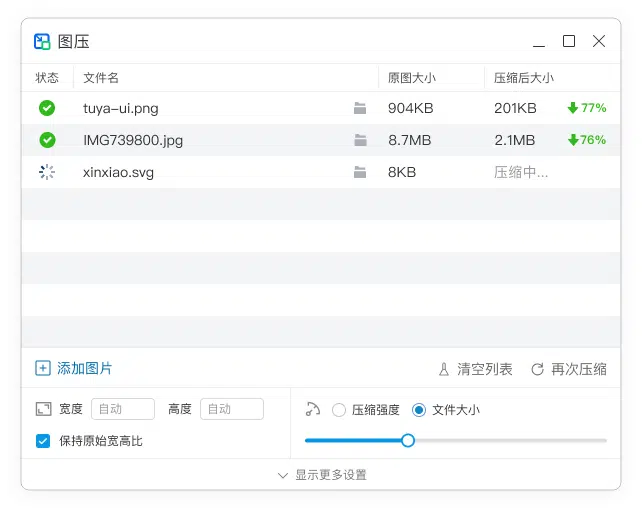 图压
状态 文件名 原图大小 压缩后大小
tuya-ui.png 904KB 201KB 77%
IMG739800.jpg 8.7MB 2.1MB 76%
xinxiao.svg 8KB 压缩中...
添加图片 清空列表 再次压缩
宽度 自动 高度 自动 压缩强度 文件大小
保持原始宽高比
显示更多设置